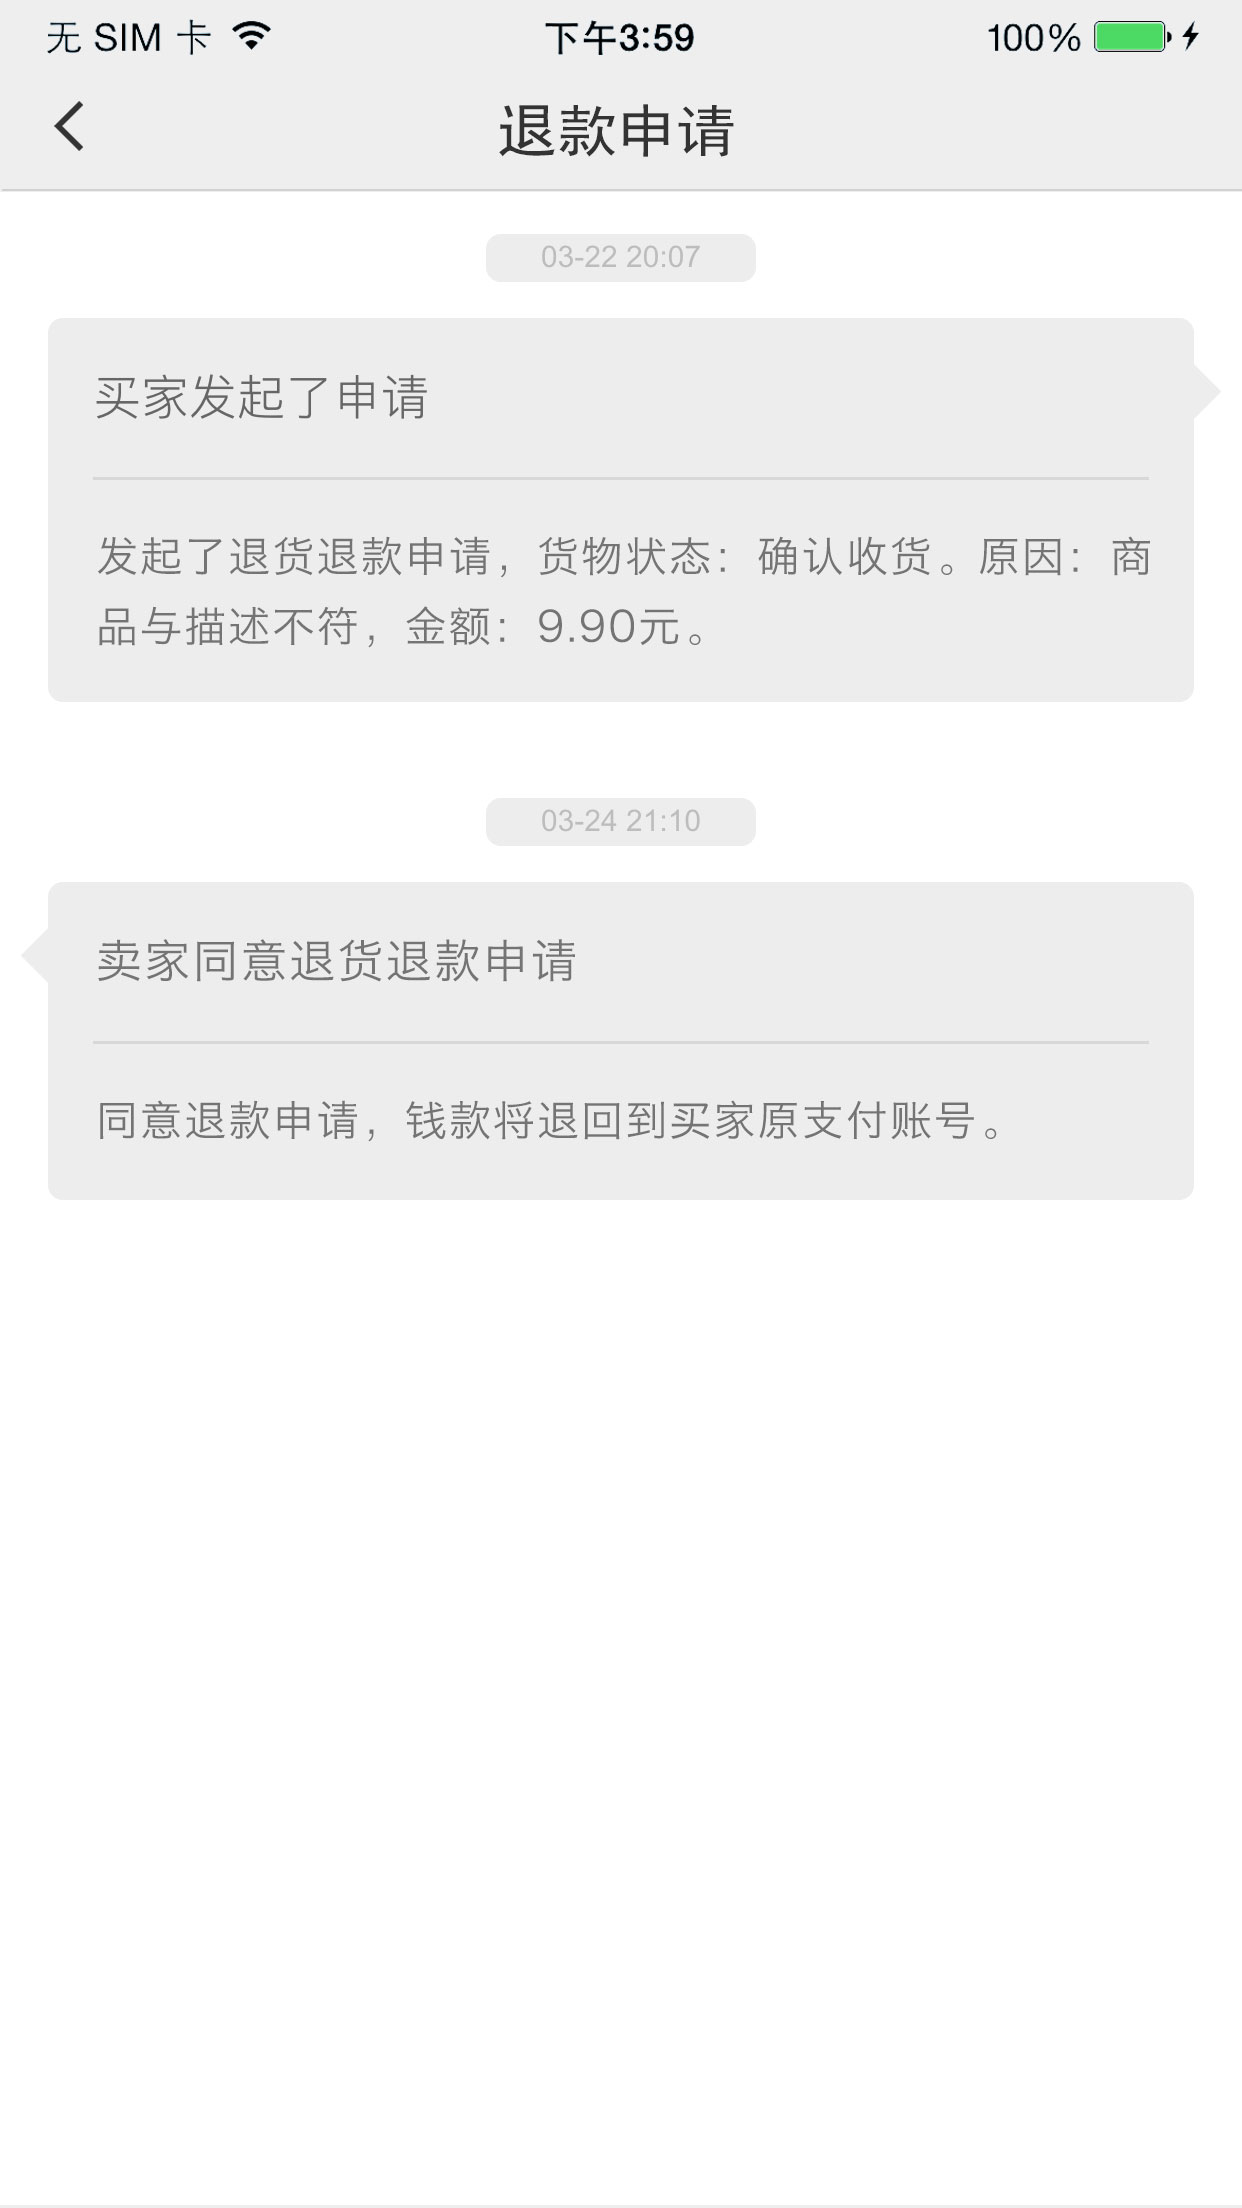 无 SIM 卡
下午3:59
100%
退款申请
03-22 20:07
买家发起了申请
发起了退货退款申请，货物状态：确认收货。原因：商
品与描述不符，金额：9.90元。
03-24 21:10
卖家同意退货退款申请
同意退款申请，钱款将退回到买家原支付账号。